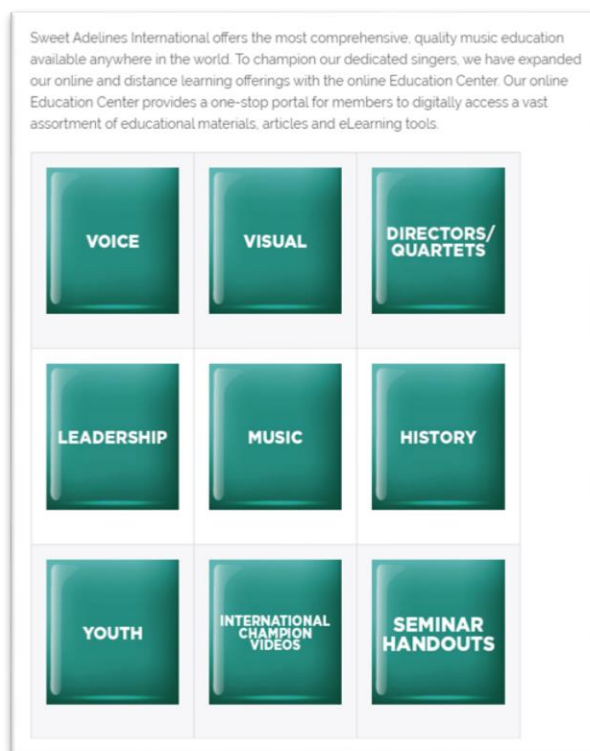 Sweet Adelines International offers the most comprehensive, quality music education
available anywhere in the world. To champion our dedicated singers, we have expanded
our online and distance learning offerings with the online Education Center. Our online
Education Center provides a one-stop portal for members to digitally access a vast
assortment of educational materials, articles and eLearning tools.
VOICE
VISUAL
DIRECTORS/
QUARTETS
LEADERSHIP
MUSIC
HISTORY
YOUTH
INTERNATIONAL
CHAMPION
VIDEOS
SEMINAR
HANDOUTS